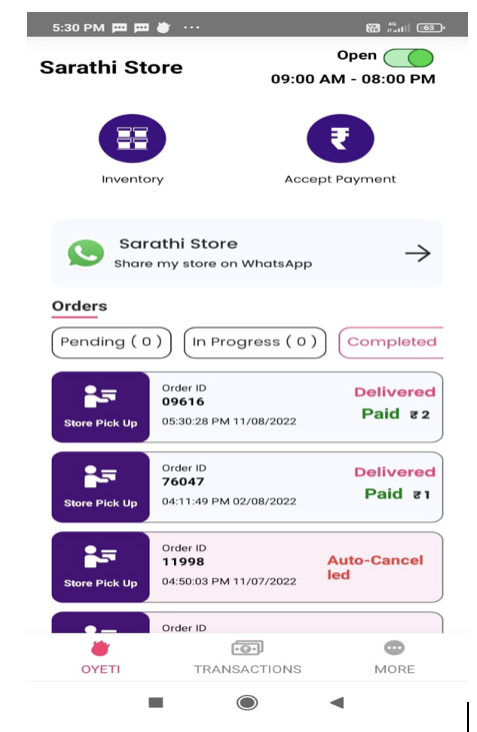 5:30 PM
4G
63
Sarathi Store
Open
09:00 AM - 08:00 PM
Inventory
Accept Payment
Sarathi Store
Share my store on WhatsApp
Orders
Pending ( 0 )
In Progress ( 0 )
Completed
Store Pick Up
Order ID
09616
05:30:28 PM 11/08/2022
Delivered
Paid ₹ 2
Store Pick Up
Order ID
76047
04:11:49 PM 02/08/2022
Delivered
Paid ₹ 1
Store Pick Up
Order ID
11998
04:50:03 PM 11/07/2022
Auto-Cancel
led
Order ID
OYETI
TRANSACTIONS
MORE